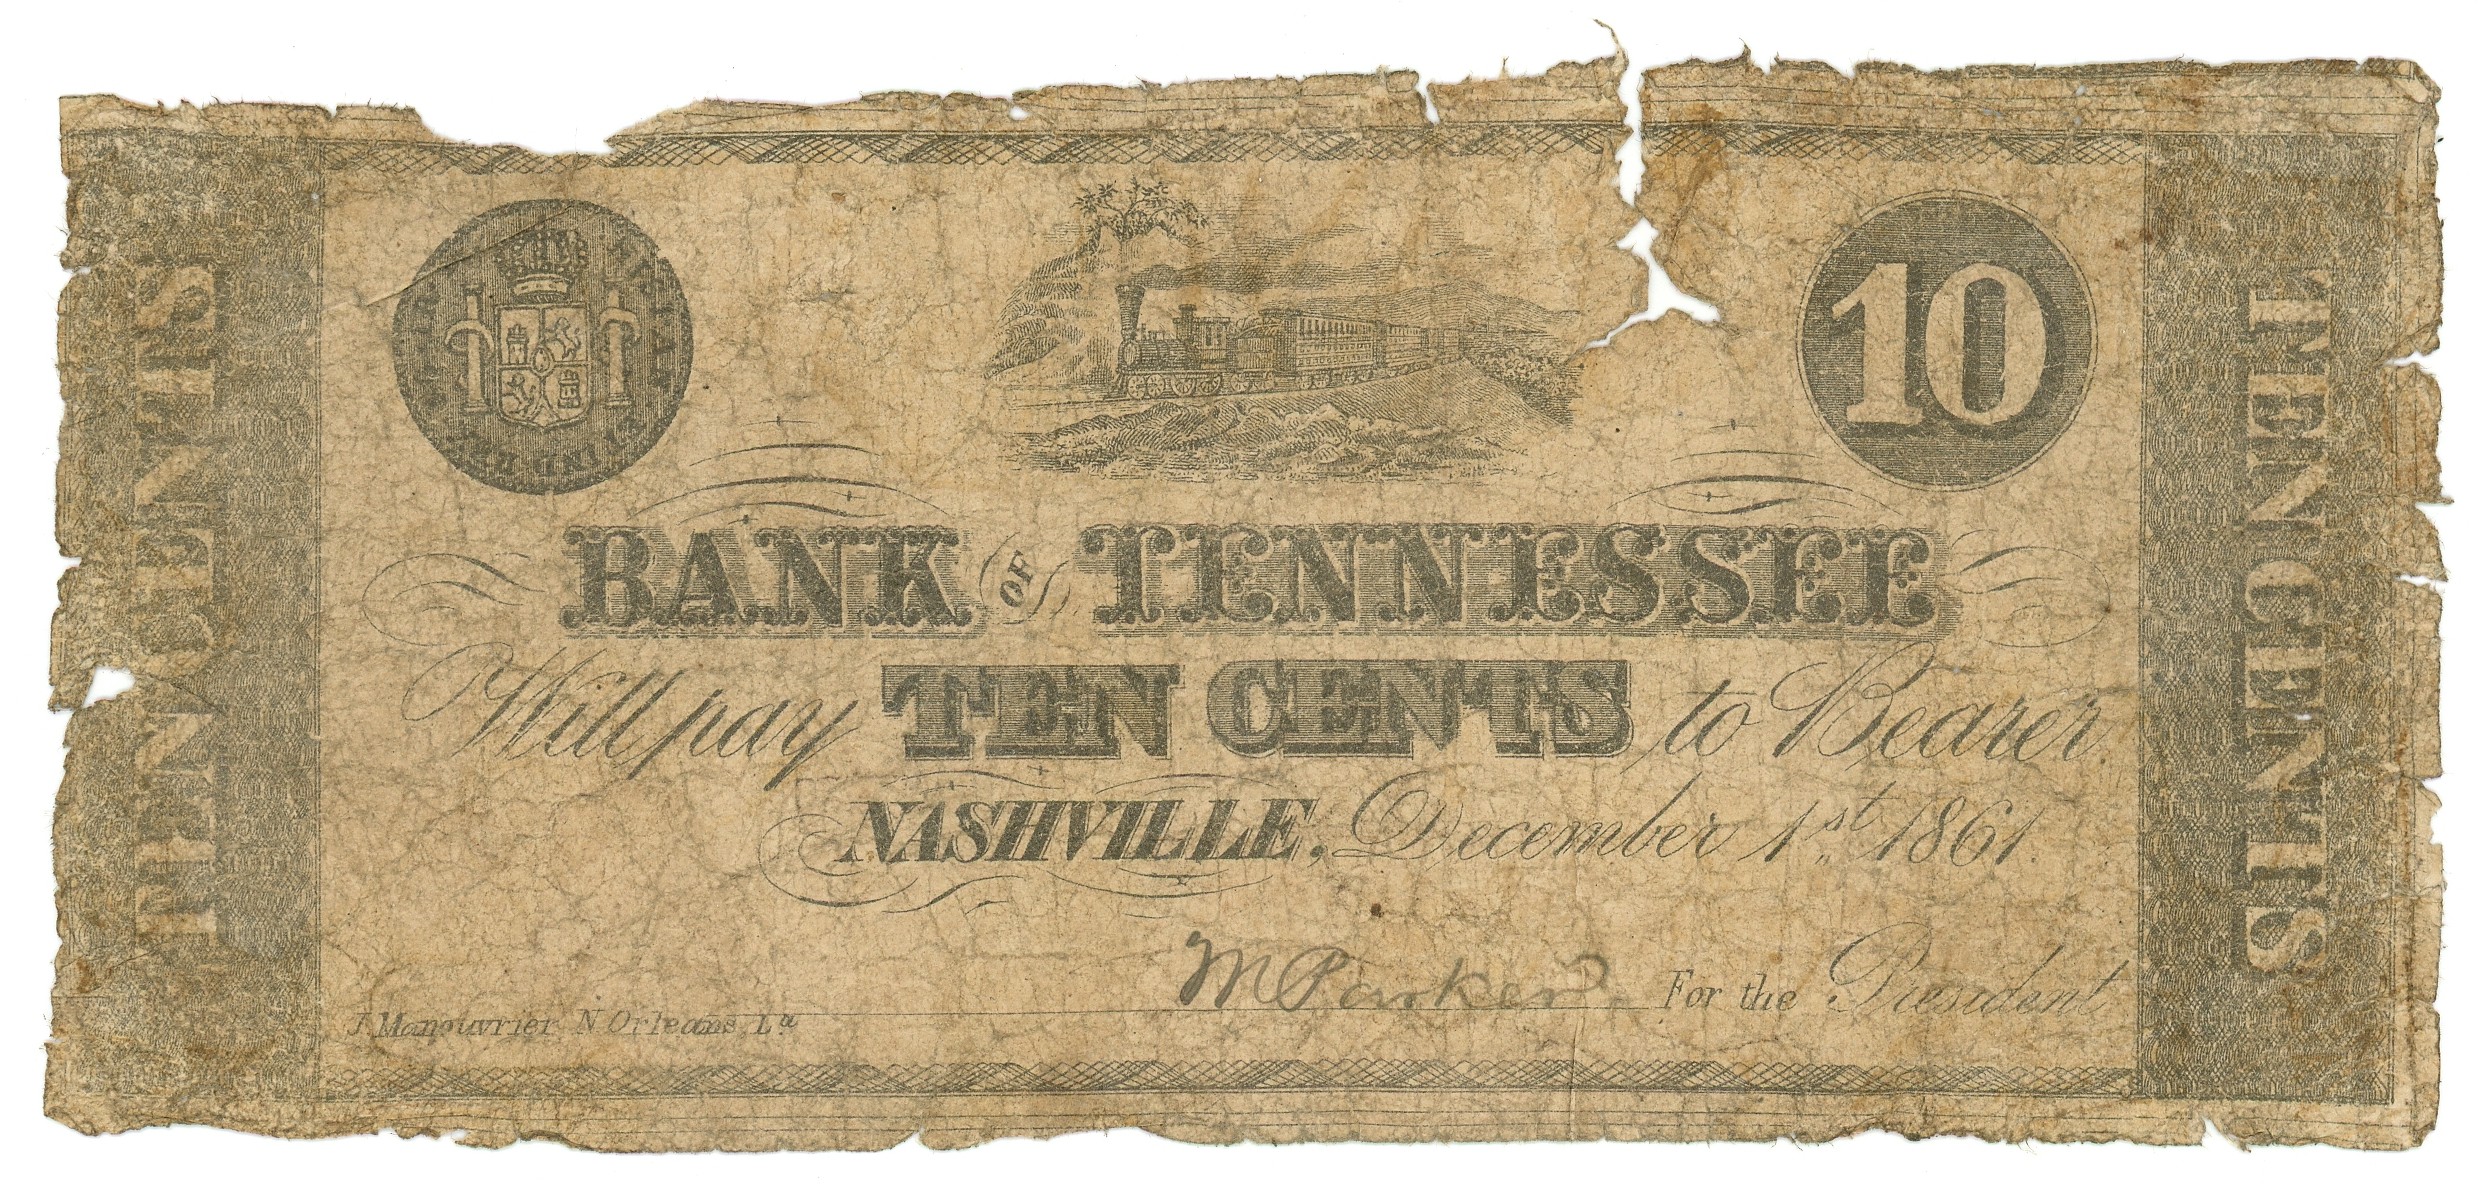 TEN CENTS
10
BANK OF TENNESSEE
Will pay TEN CENTS to Bearer
NASHVILLE, December 1st. 1861.
M Parker For the President
J. Manouvrier N. Orleans, La
TEN CENTS